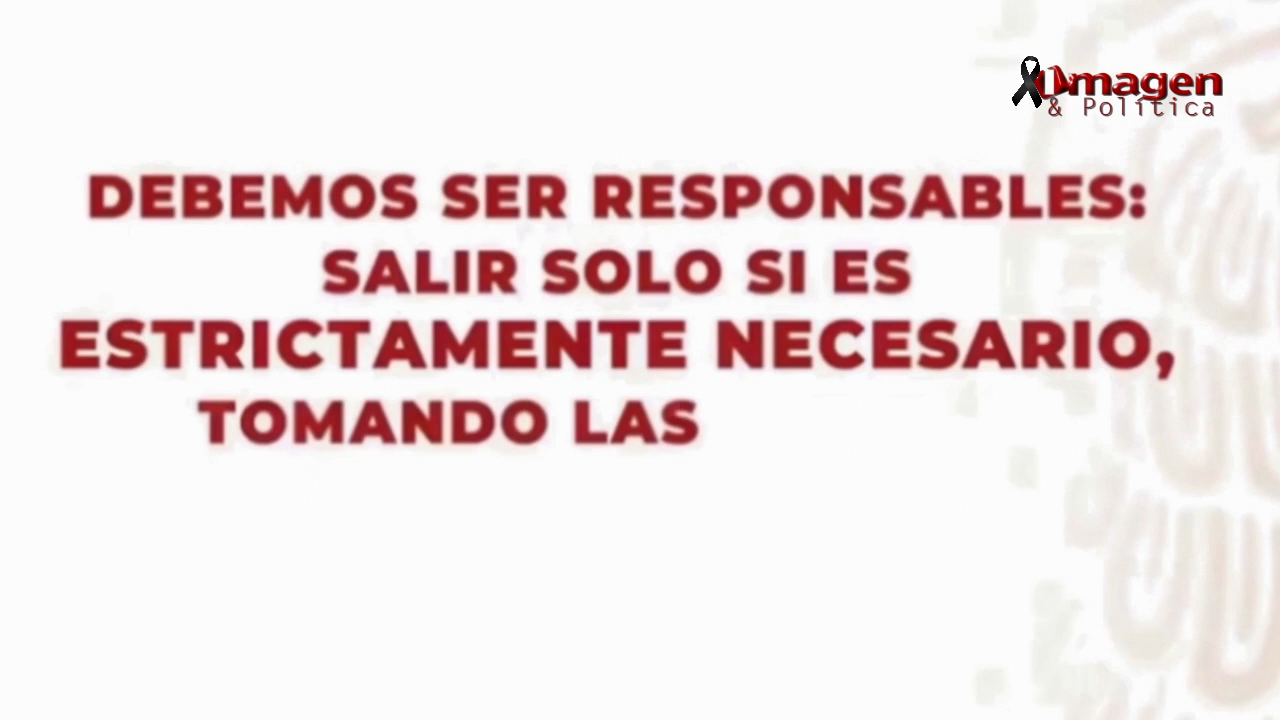 Imagen
& Política
DEBEMOS SER RESPONSABLES:
SALIR SOLO SI ES
ESTRICTAMENTE NECESARIO,
TOMANDO LAS